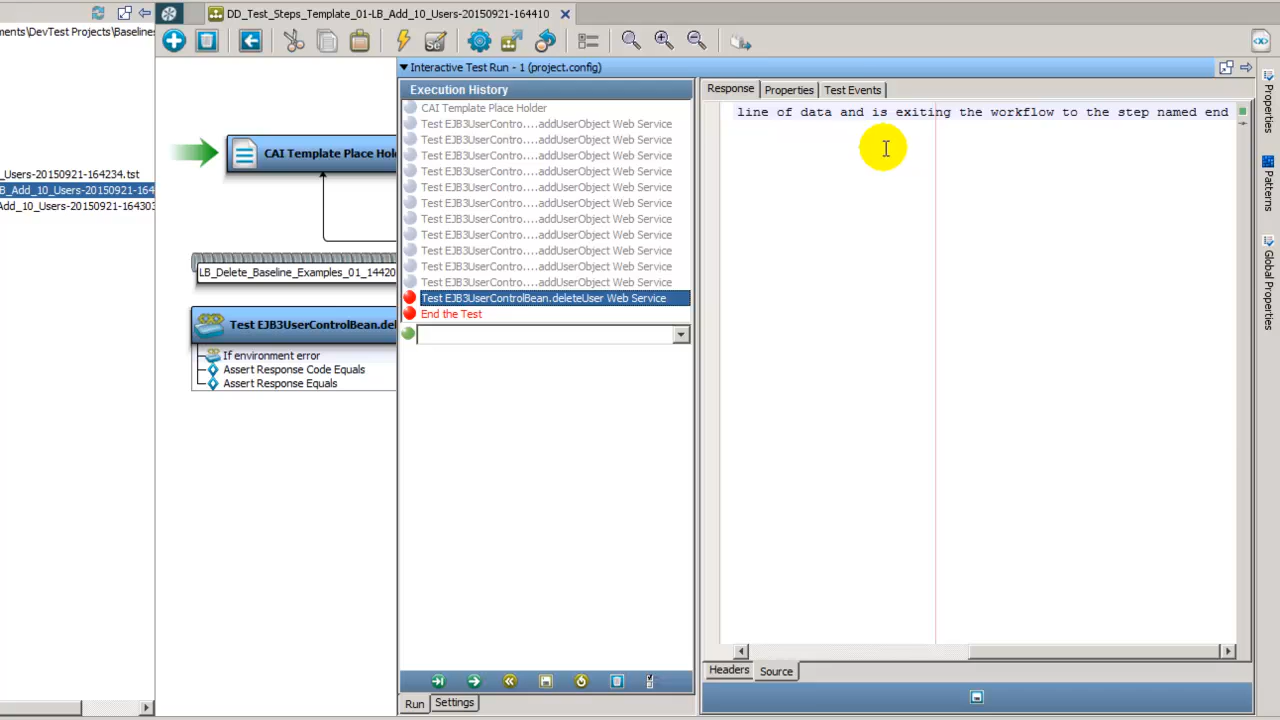 DD_Test_Steps_Template_01-LB_Add_10_Users-20150921-164410
ments\DevTest Projects\Baselines
Se
Interactive Test Run - 1 (project.config)
Execution History
Response
Properties
Test Events
CAI Template Place Holder
line of data and is exiting the workflow to the step named end
Test EJB3UserContro....addUserObject Web Service
Test EJB3UserContro....addUserObject Web Service
Test EJB3UserContro....addUserObject Web Service
Test EJB3UserContro....addUserObject Web Service
Test EJB3UserContro....addUserObject Web Service
Test EJB3UserContro....addUserObject Web Service
Test EJB3UserContro....addUserObject Web Service
Test EJB3UserContro....addUserObject Web Service
Test EJB3UserContro....addUserObject Web Service
Test EJB3UserContro....addUserObject Web Service
Test EJB3UserContro....addUserObject Web Service
Test EJB3UserControlBean.deleteUser Web Service
End the Test
CAI Template Place Hol
_Users-20150921-164234.tst
B_Add_10_Users-20150921-164
Add_10_Users-20150921-164303
LB_Delete_Baseline_Examples_01_14420
Test EJB3UserControlBean.del
If environment error
Assert Response Code Equals
Assert Response Equals
Properties
Patterns
Global Properties
Headers
Source
Run
Settings